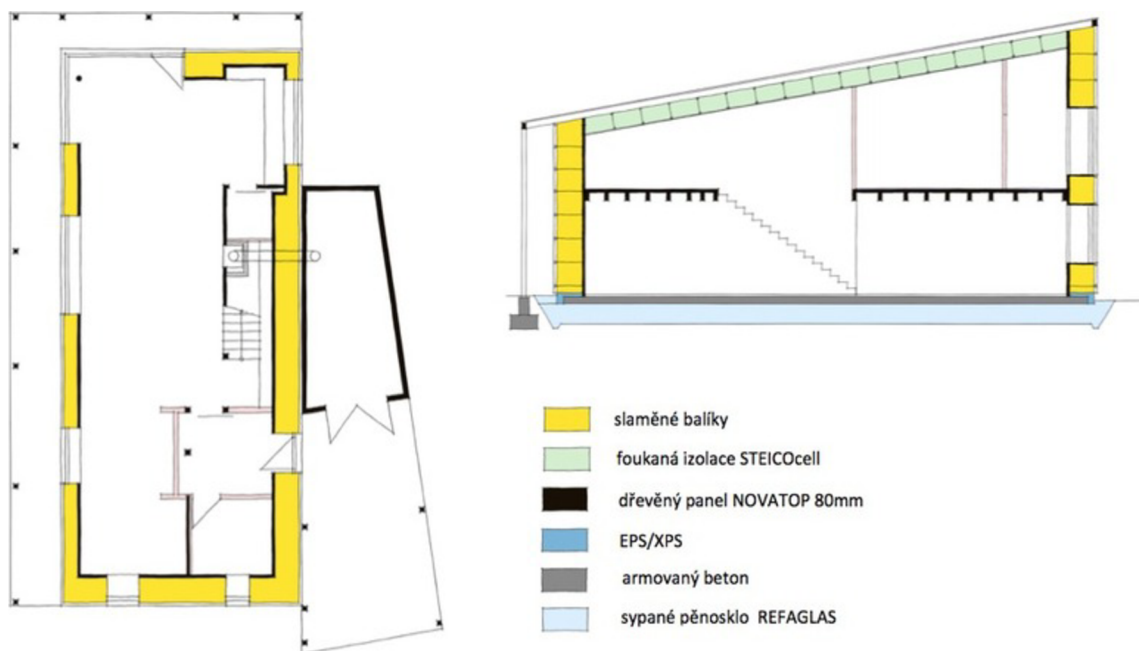 slaměné balíky
foukaná izolace STEICOcell
dřevěný panel NOVATOP 80mm
EPS/XPS
armovaný beton
sypané pěnosklo REFAGLAS